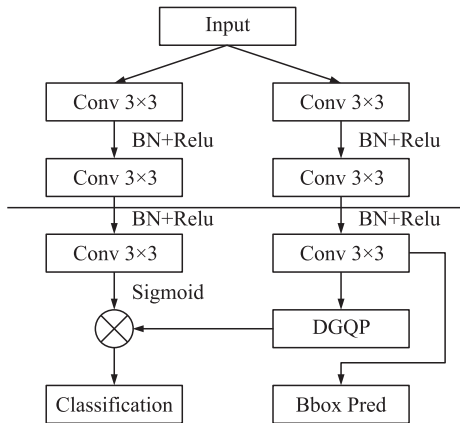 Input
Conv 3×3
Conv 3×3
BN+Relu
BN+Relu
Conv 3×3
Conv 3×3
BN+Relu
BN+Relu
Conv 3×3
Conv 3×3
Sigmoid
DGQP
Classification
Bbox Pred